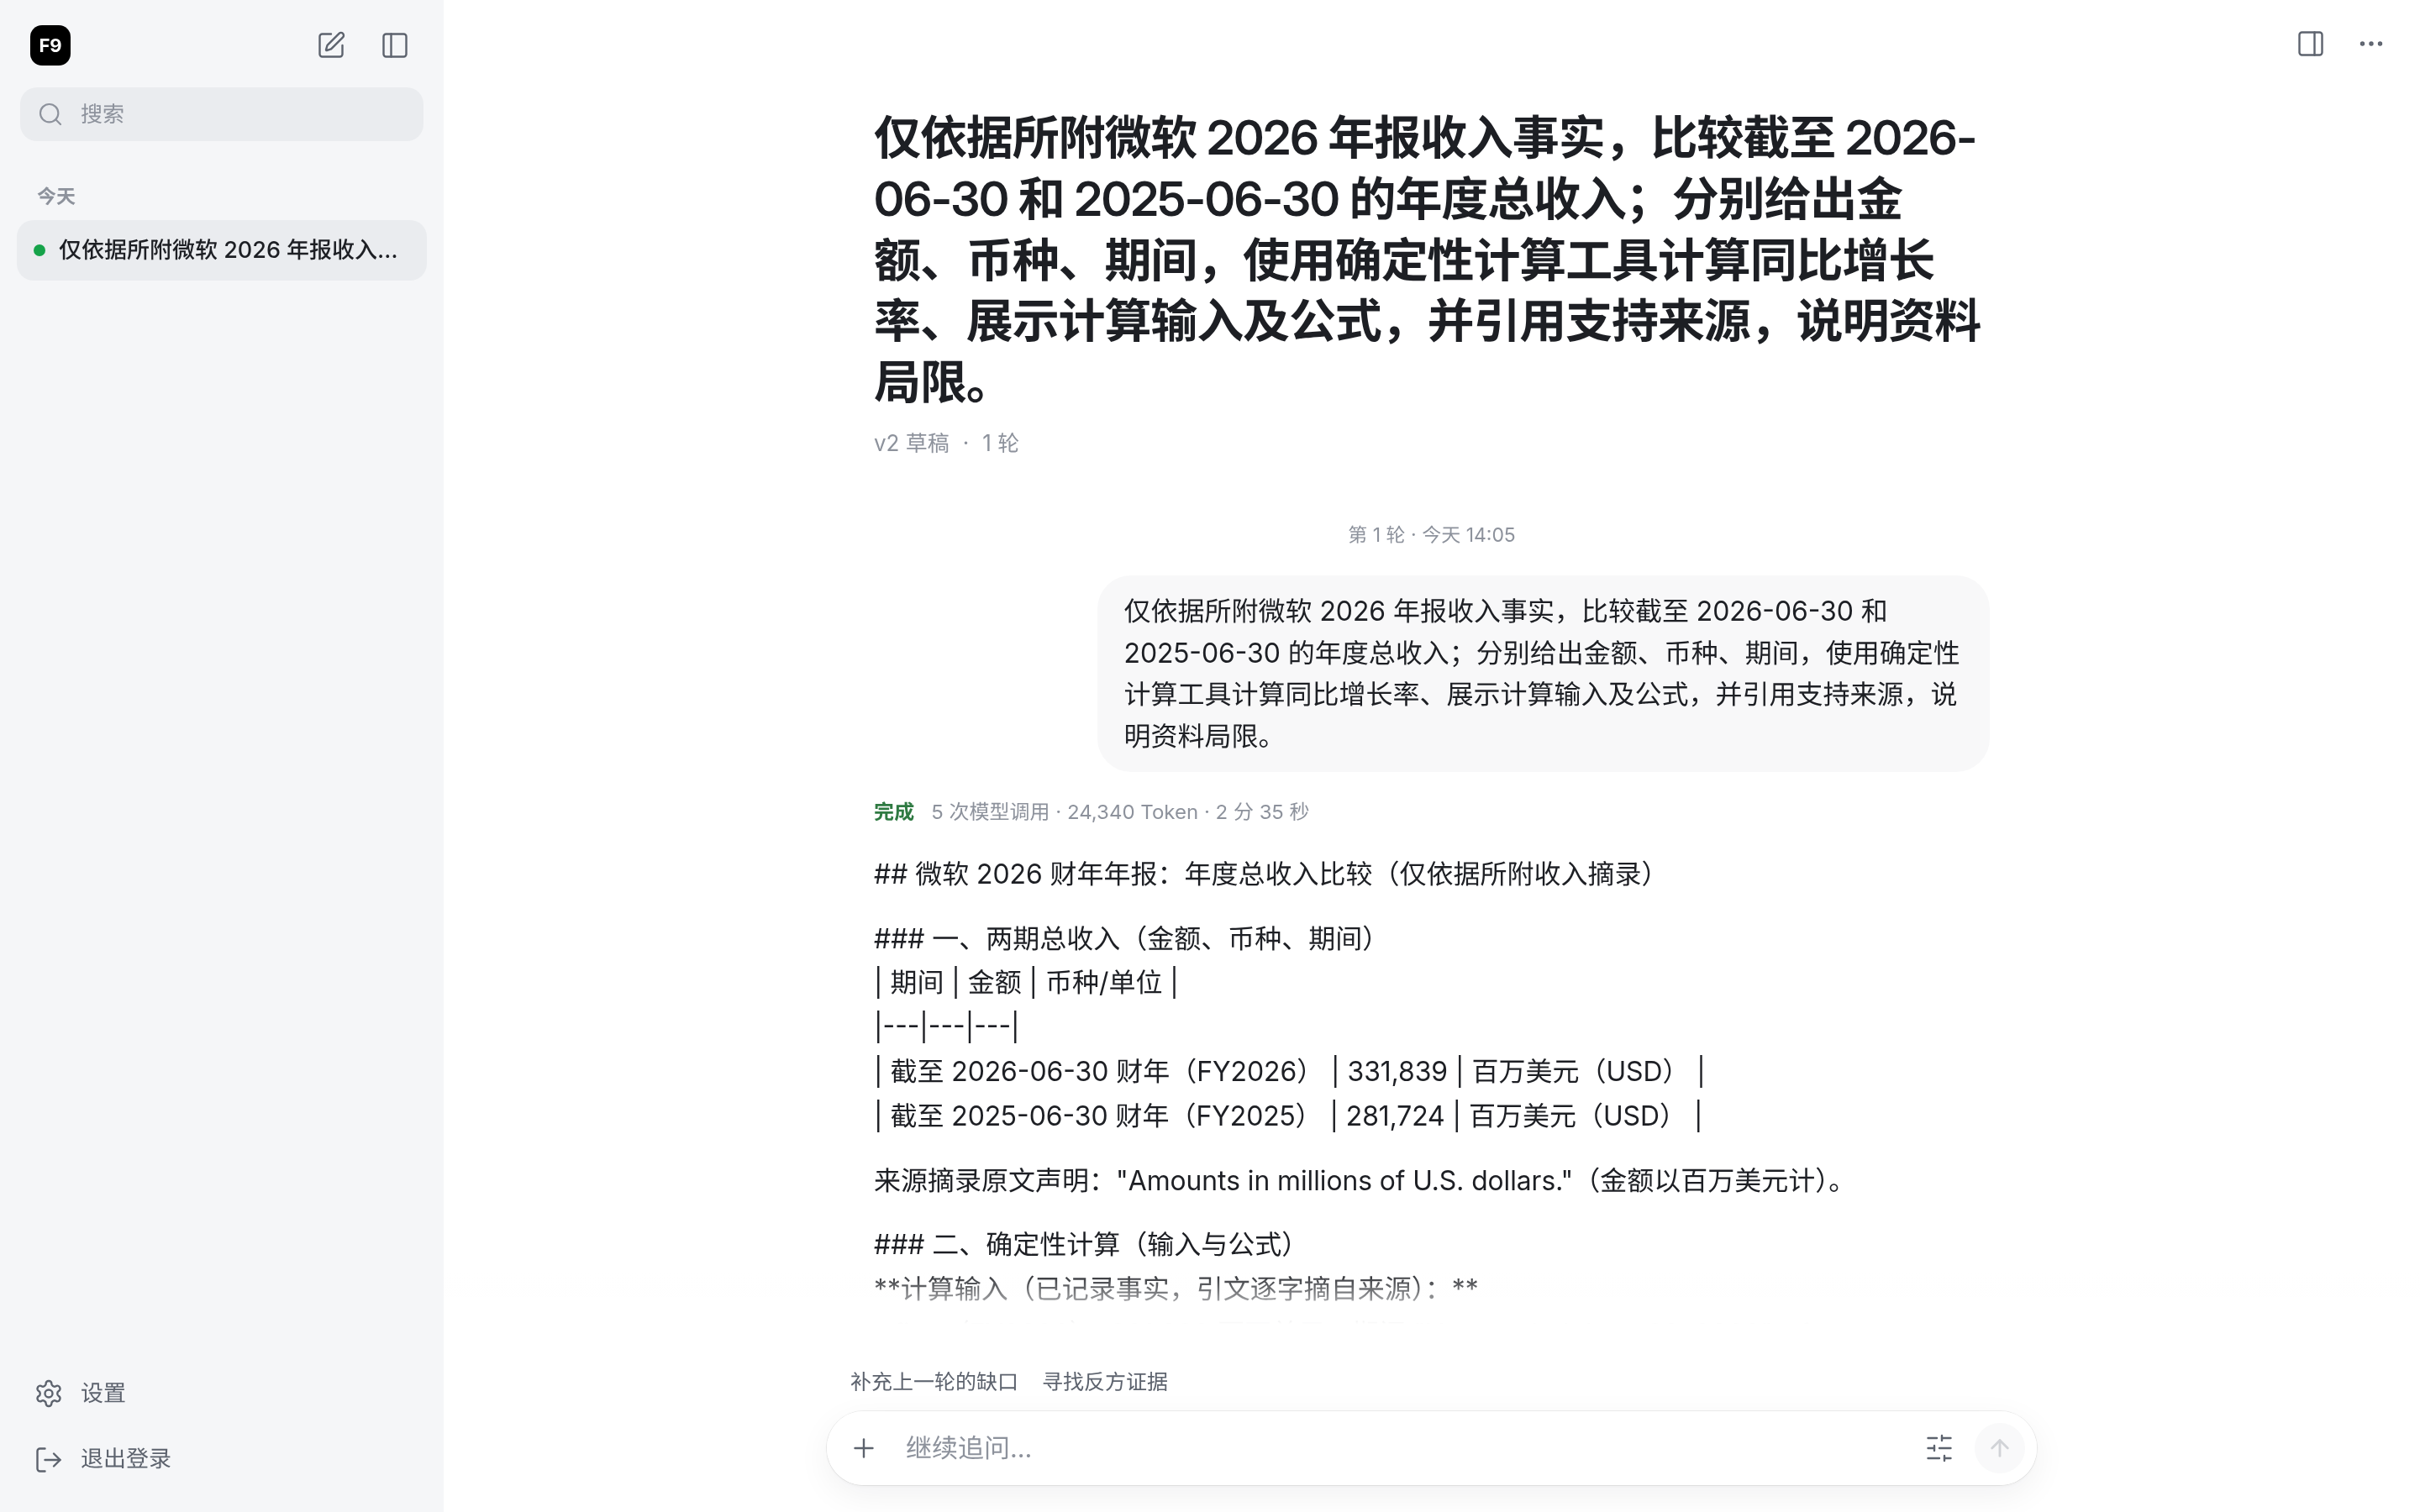 F9
搜索
今天
仅依据所附微软 2026 年报收入...
设置
退出登录
仅依据所附微软 2026 年报收入事实，比较截至 2026-
06-30 和 2025-06-30 的年度总收入；分别给出金
额、币种、期间，使用确定性计算工具计算同比增长
率、展示计算输入及公式，并引用支持来源，说明资料
局限。
v2 草稿 · 1 轮
第 1 轮 · 今天 14:05
仅依据所附微软 2026 年报收入事实，比较截至 2026-06-30 和
2025-06-30 的年度总收入；分别给出金额、币种、期间，使用确定性
计算工具计算同比增长率、展示计算输入及公式，并引用支持来源，说
明资料局限。
完成 5 次模型调用 · 24,340 Token · 2 分 35 秒
## 微软 2026 财年年报：年度总收入比较（仅依据所附收入摘录）
### 一、两期总收入（金额、币种、期间）
| 期间 | 金额 | 币种/单位 |
|---|---|---|
| 截至 2026-06-30 财年（FY2026） | 331,839 | 百万美元（USD） |
| 截至 2025-06-30 财年（FY2025） | 281,724 | 百万美元（USD） |
来源摘录原文声明："Amounts in millions of U.S. dollars."（金额以百万美元计）。
### 二、确定性计算（输入与公式）
**计算输入（已记录事实，引文逐字摘自来源）：**
补充上一轮的缺口 寻找反方证据
继续追问...